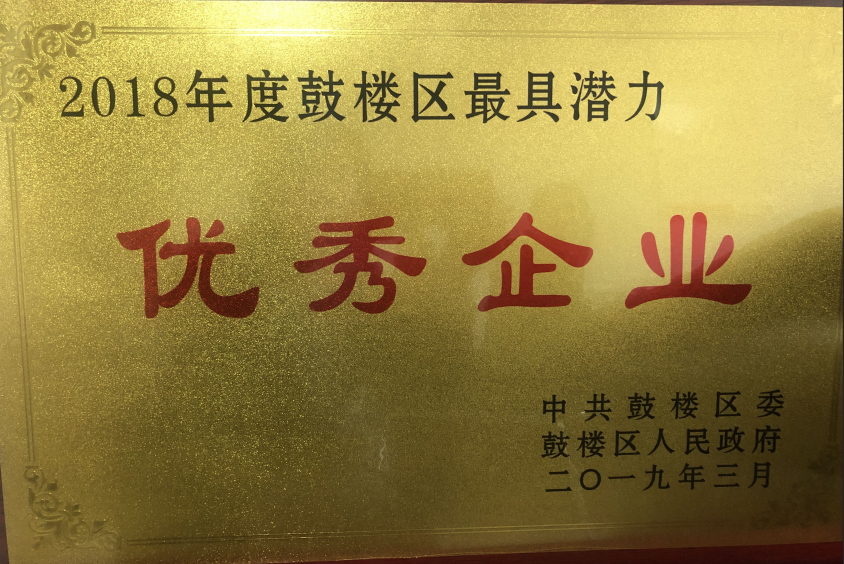 2018年度鼓楼区最具潜力
优秀企业
中共鼓楼区委
鼓楼区人民政府
二〇一九年三月